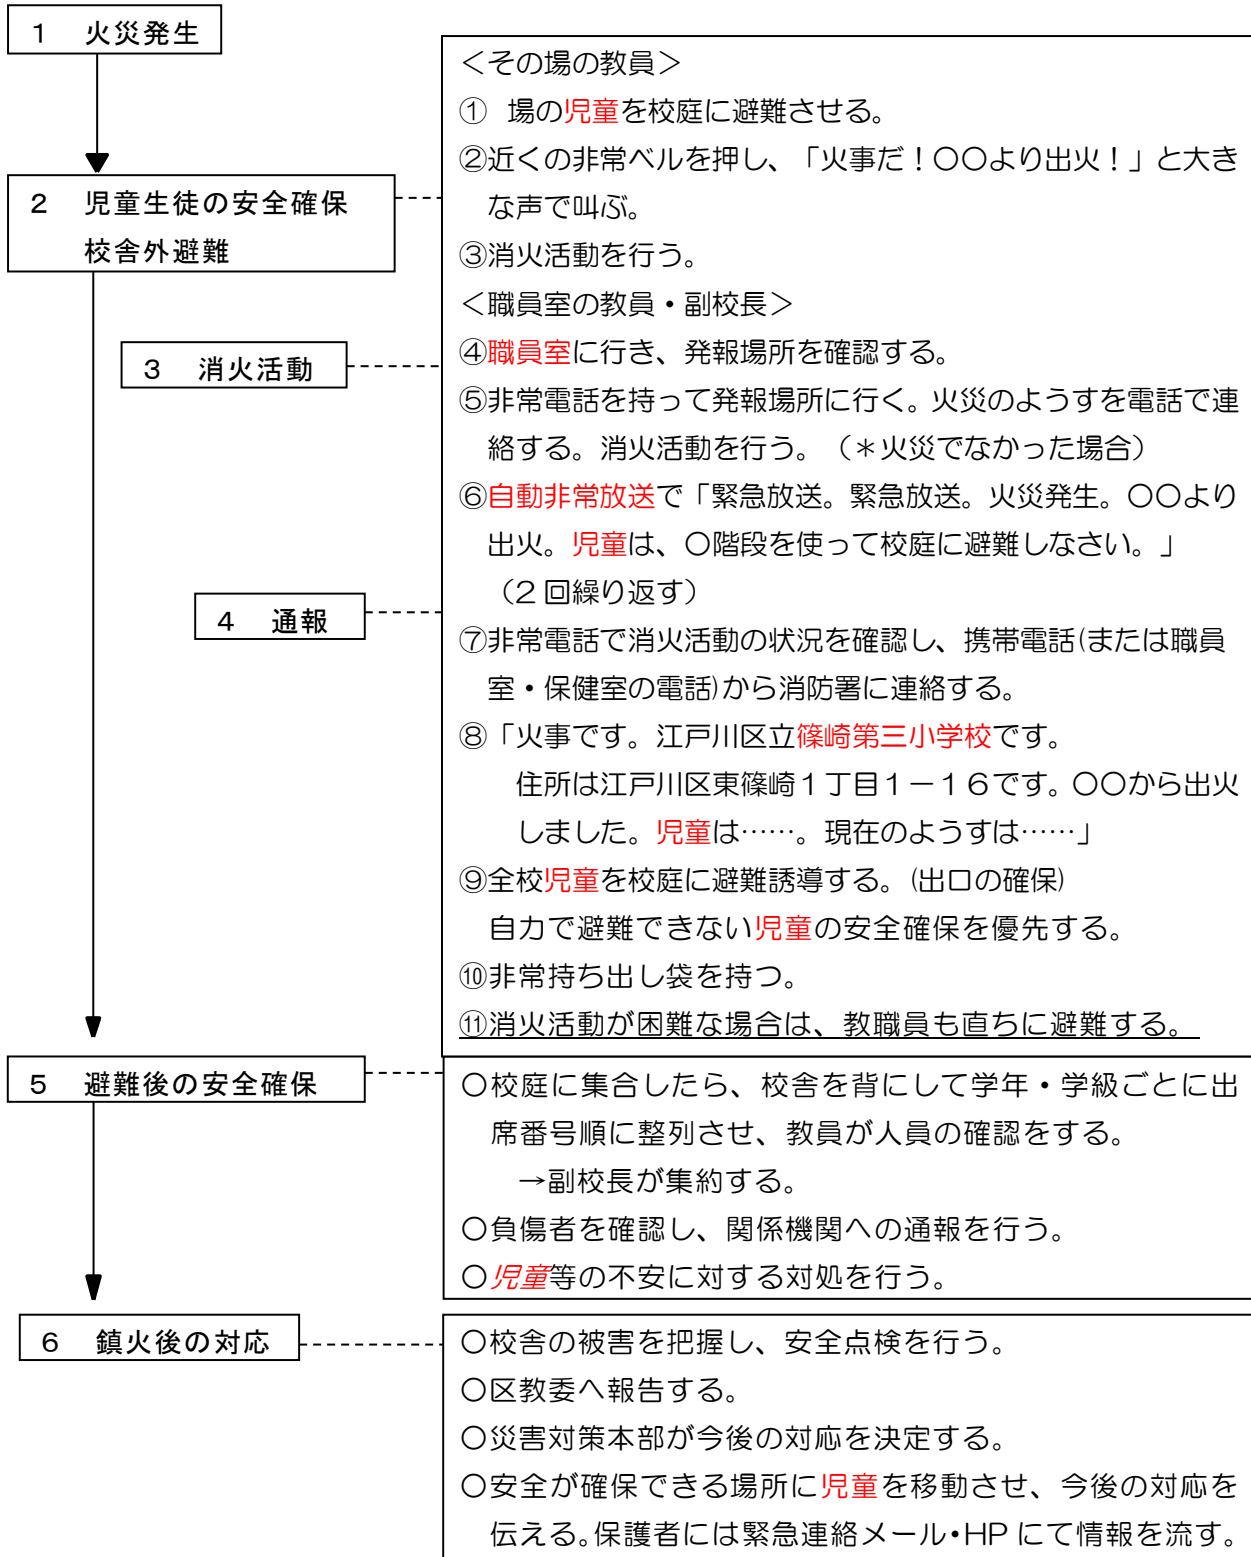 １　火災発生
２　児童生徒の安全確保
校舎外避難
３　消火活動
４　通報
＜その場の教員＞
① 場の児童を校庭に避難させる。
②近くの非常ベルを押し、「火事だ！〇〇より出火！」と大き
な声で叫ぶ。
③消火活動を行う。
＜職員室の教員・副校長＞
④職員室に行き、発報場所を確認する。
⑤非常電話を持って発報場所に行く。火災のようすを電話で連
絡する。消火活動を行う。（＊火災でなかった場合）
⑥自動非常放送で「緊急放送。緊急放送。火災発生。〇〇より
出火。児童は、〇階段を使って校庭に避難しなさい。」
（２回繰り返す）
⑦非常電話で消火活動の状況を確認し、携帯電話(または職員
室・保健室の電話)から消防署に連絡する。
⑧「火事です。江戸川区立篠崎第三小学校です。
住所は江戸川区東篠崎１丁目１－１６です。〇〇から出火
しました。児童は……。現在のようすは……」
⑨全校児童を校庭に避難誘導する。(出口の確保)
自力で避難できない児童の安全確保を優先する。
⑩非常持ち出し袋を持つ。
⑪消火活動が困難な場合は、教職員も直ちに避難する。
５　避難後の安全確保
〇校庭に集合したら、校舎を背にして学年・学級ごとに出
席番号順に整列させ、教員が人員の確認をする。
→副校長が集約する。
〇負傷者を確認し、関係機関への通報を行う。
〇児童等の不安に対する対処を行う。
６　鎮火後の対応
〇校舎の被害を把握し、安全点検を行う。
〇区教委へ報告する。
〇災害対策本部が今後の対応を決定する。
〇安全が確保できる場所に児童を移動させ、今後の対応を
伝える。保護者には緊急連絡メール・HPにて情報を流す。